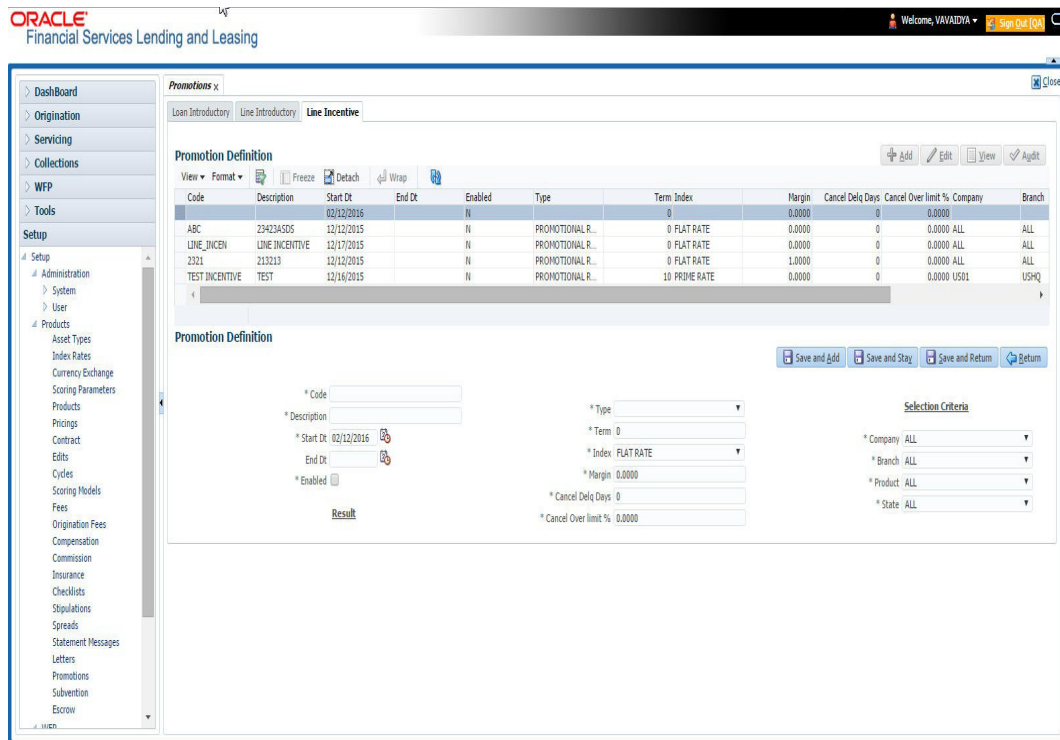 ORACLE
Financial Services Lending and Leasing
Welcome, VAVAIDYA
Sign Out [QA]
Close
DashBoard
Origination
Servicing
Collections
WFP
Tools
Setup
Setup
Administration
System
User
Products
Asset Types
Index Rates
Currency Exchange
Scoring Parameters
Products
Pricings
Contract
Edits
Cycles
Scoring Models
Fees
Origination Fees
Compensation
Commission
Insurance
Checklists
Stipulations
Spreads
Statement Messages
Letters
Promotions
Subvention
Escrow
WFP
Promotions x
Loan Introductory Line Introductory Line Incentive
Promotion Definition
Add Edit View Audit
View Format Freeze Detach Wrap
Code Description Start Dt End Dt Enabled Type Term Index Margin Cancel Delq Days Cancel Over limit % Company Branch
02/12/2016 N 0 0.0000 0 0.0000
ABC 23423ASDS 12/12/2015 N PROMOTIONAL R... 0 FLAT RATE 0.0000 0 0.0000 ALL ALL
LINE_INCEN LINE INCENTIVE 12/17/2015 N PROMOTIONAL R... 0 FLAT RATE 0.0000 0 0.0000 ALL ALL
2321 213213 12/12/2015 N PROMOTIONAL R... 0 FLAT RATE 1.0000 0 0.0000 ALL ALL
TEST INCENTIVE TEST 12/16/2015 N PROMOTIONAL R... 10 PRIME RATE 0.0000 0 0.0000 US01 USHQ
Promotion Definition
Save and Add Save and Stay Save and Return Return
* Code
* Description
* Start Dt 02/12/2016
End Dt
* Enabled
Result
* Type
* Term 0
* Index FLAT RATE
* Margin 0.0000
* Cancel Delq Days 0
* Cancel Over limit % 0.0000
Selection Criteria
* Company ALL
* Branch ALL
* Product ALL
* State ALL